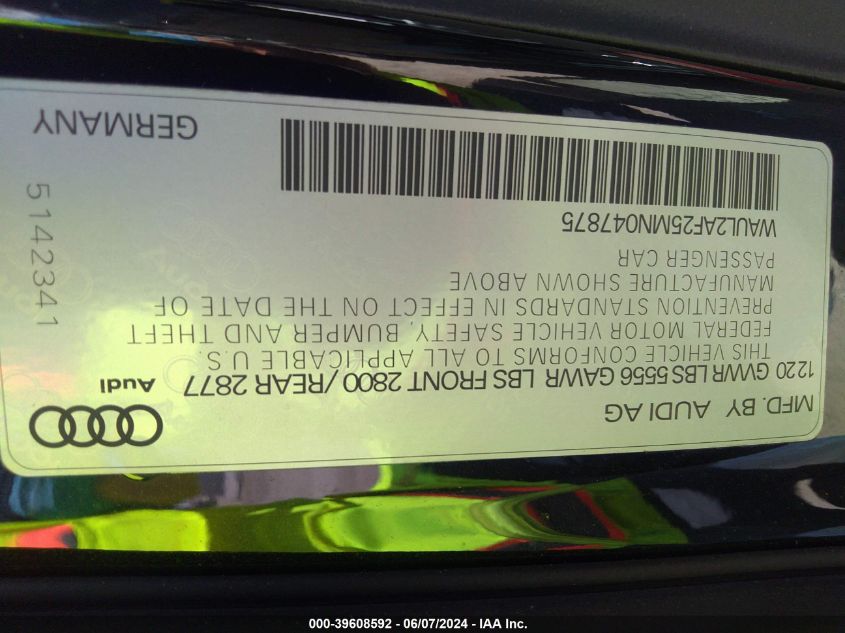 MFD. BY AUDI AG
Audi
1220 GVWR LBS 5556 GAWR LBS FRONT 2800 / REAR 2877
THIS VEHICLE CONFORMS TO ALL APPLICABLE U.S.
FEDERAL MOTOR VEHICLE SAFETY, BUMPER AND THEFT
PREVENTION STANDARDS IN EFFECT ON THE DATE OF
MANUFACTURE SHOWN ABOVE
PASSENGER CAR
WAUL2AF25MN047875
GERMANY
5142341
000-39608592 - 06/07/2024 - IAA Inc.